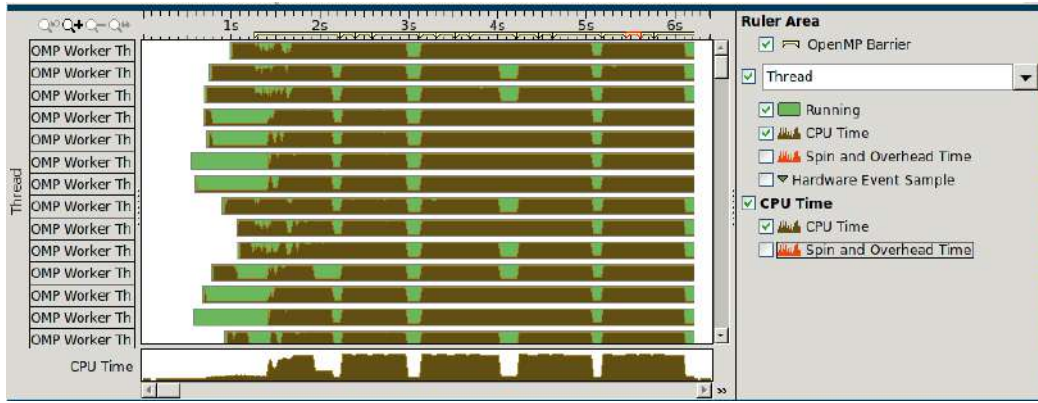 1s 2s 3s 4s 5s 6s
Thread
OMP Worker Th
OMP Worker Th
OMP Worker Th
OMP Worker Th
OMP Worker Th
OMP Worker Th
OMP Worker Th
OMP Worker Th
OMP Worker Th
OMP Worker Th
OMP Worker Th
OMP Worker Th
OMP Worker Th
OMP Worker Th
CPU Time
Ruler Area
OpenMP Barrier
Thread
Running
CPU Time
Spin and Overhead Time
Hardware Event Sample
CPU Time
CPU Time
Spin and Overhead Time